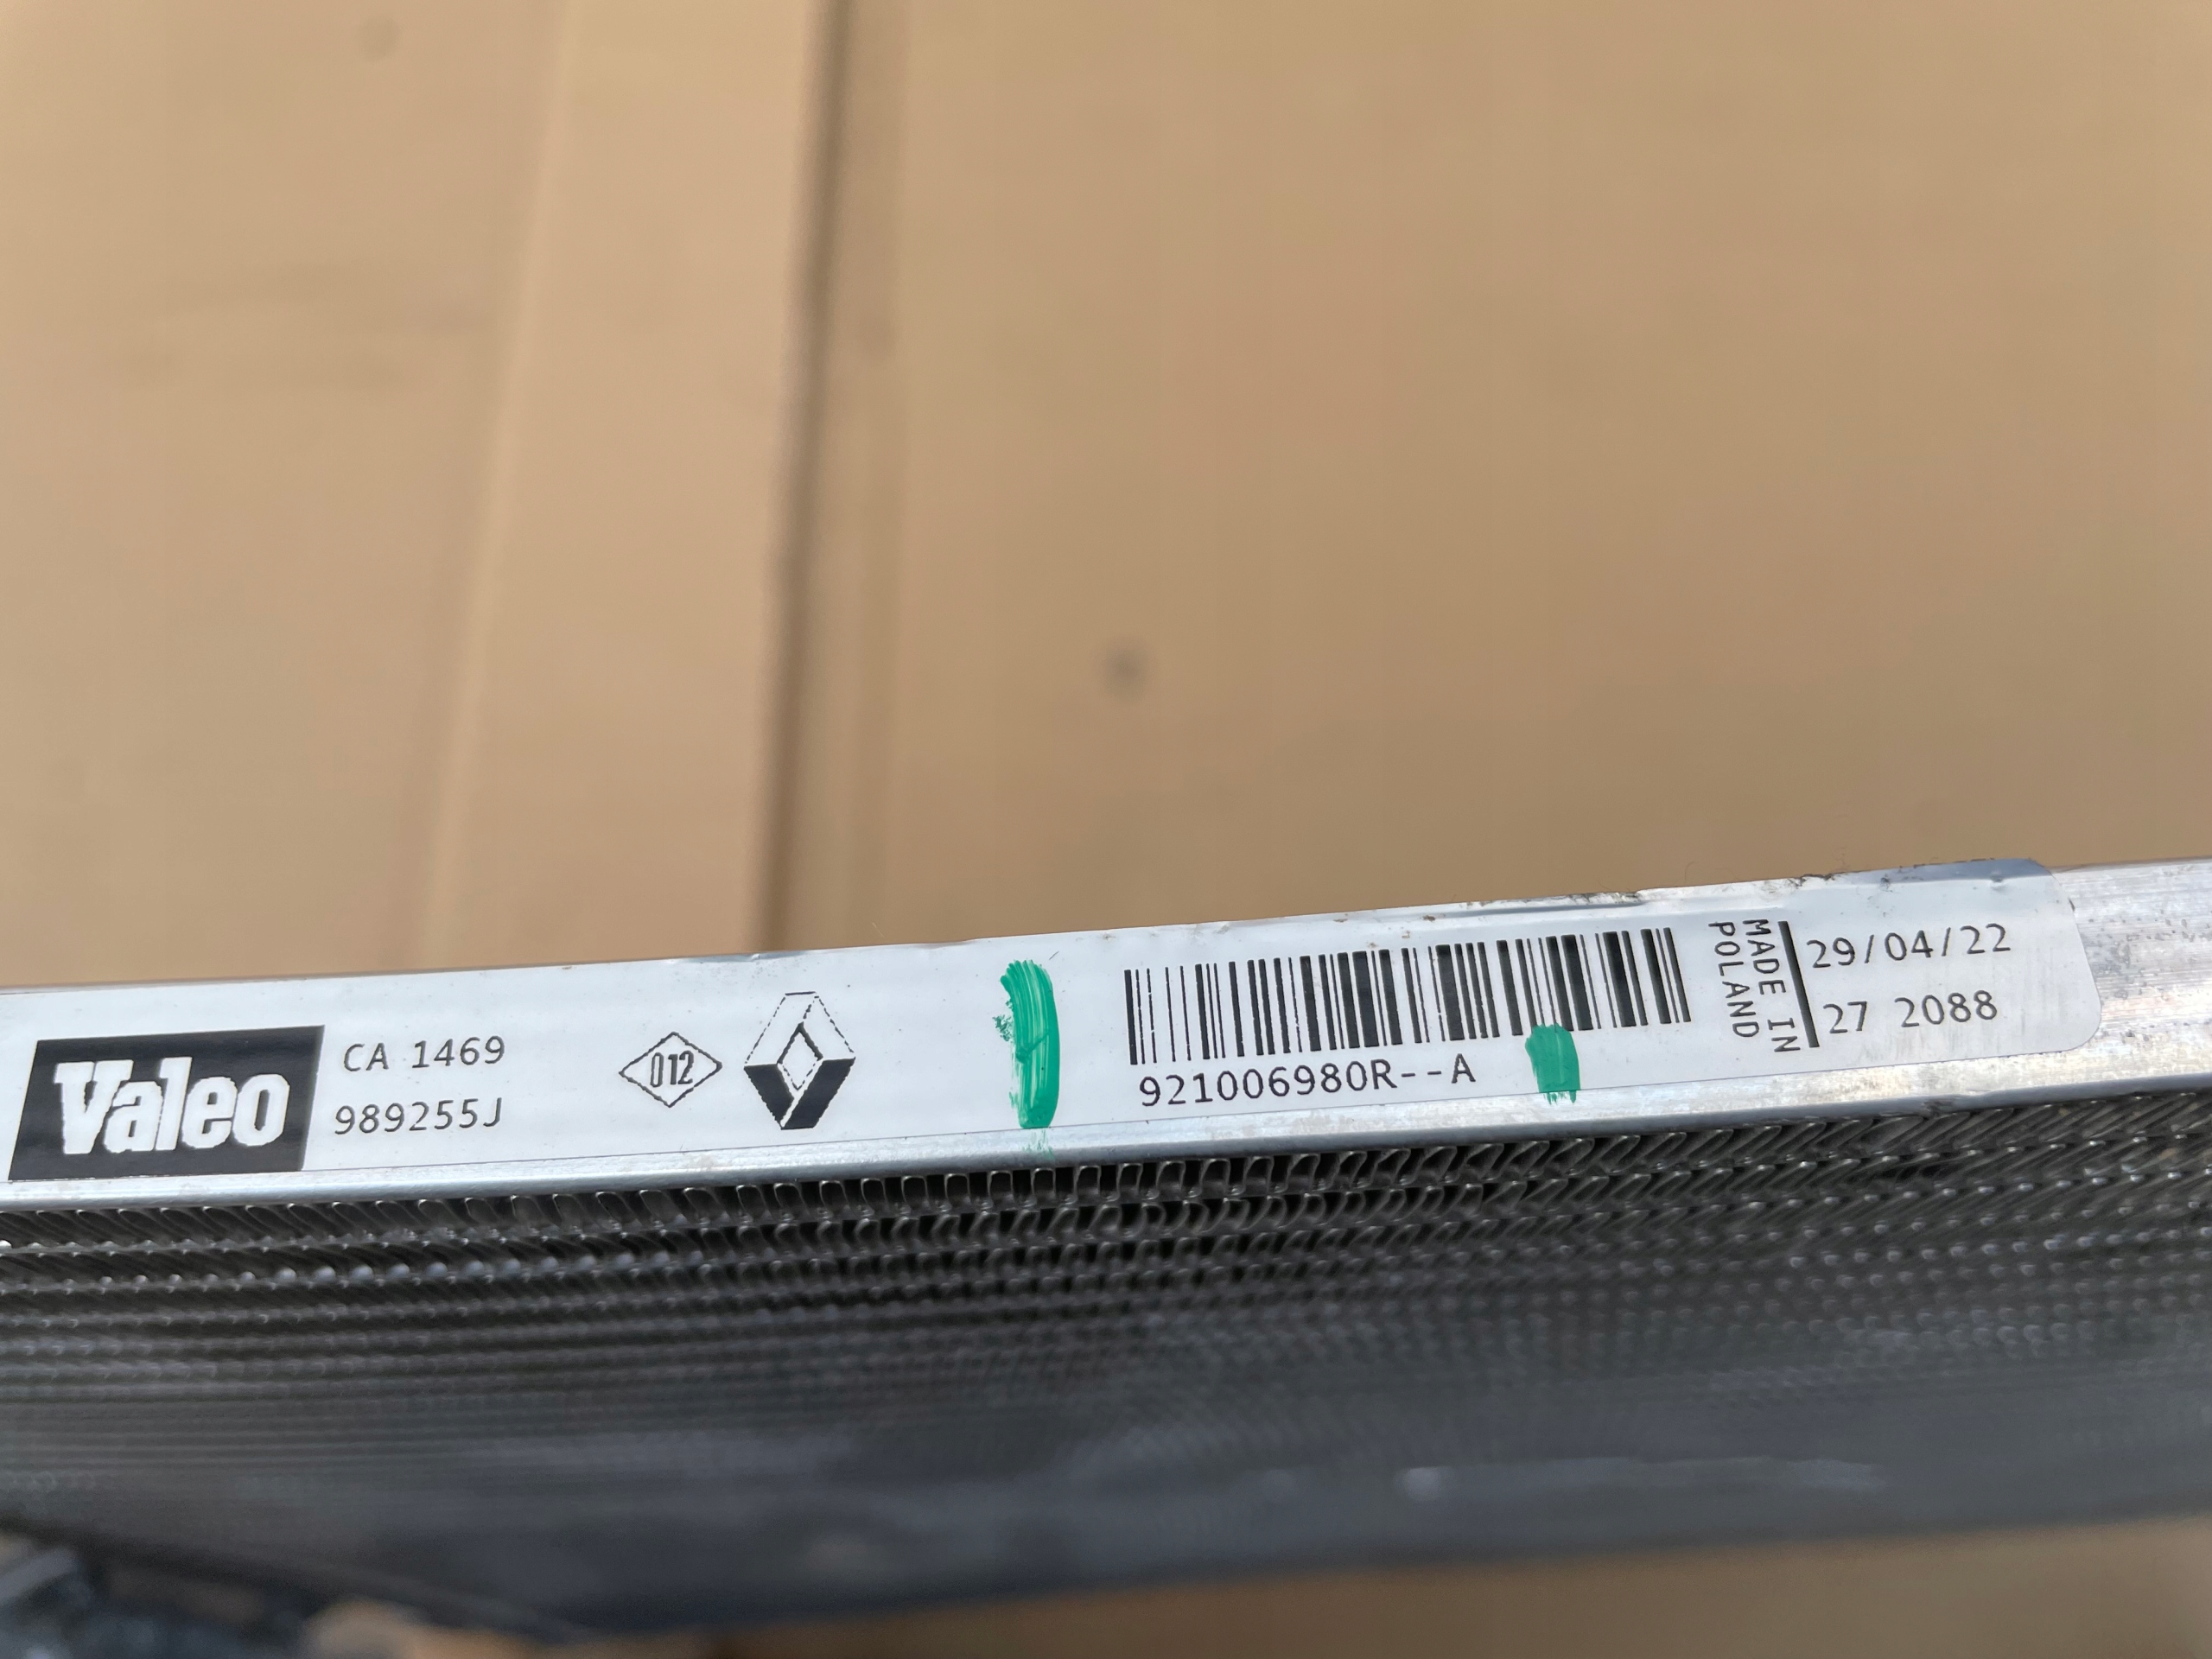 Valeo
CA 1469
989255J
012
921006980R--A
MADE IN
POLAND
29/04/22
27 2088